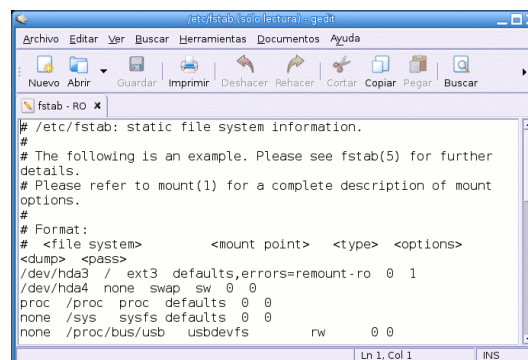 /etc/fstab (solo lectura) - gedit
Archivo Editar Ver Buscar Herramientas Documentos Ayuda
Nuevo Abrir Guardar Imprimir Deshacer Rehacer Cortar Copiar Pegar Buscar
fstab - RO
# /etc/fstab: static file system information.
#
# The following is an example. Please see fstab(5) for further
details.
# Please refer to mount(1) for a complete description of mount
options.
#
# Format:
# <file system> <mount point> <type> <options>
<dump> <pass>
/dev/hda3 / ext3 defaults,errors=remount-ro 0 1
/dev/hda4 none swap sw 0 0
proc /proc proc defaults 0 0
none /sys sysfs defaults 0 0
none /proc/bus/usb usbdevfs rw 0 0
Ln 1, Col 1 INS